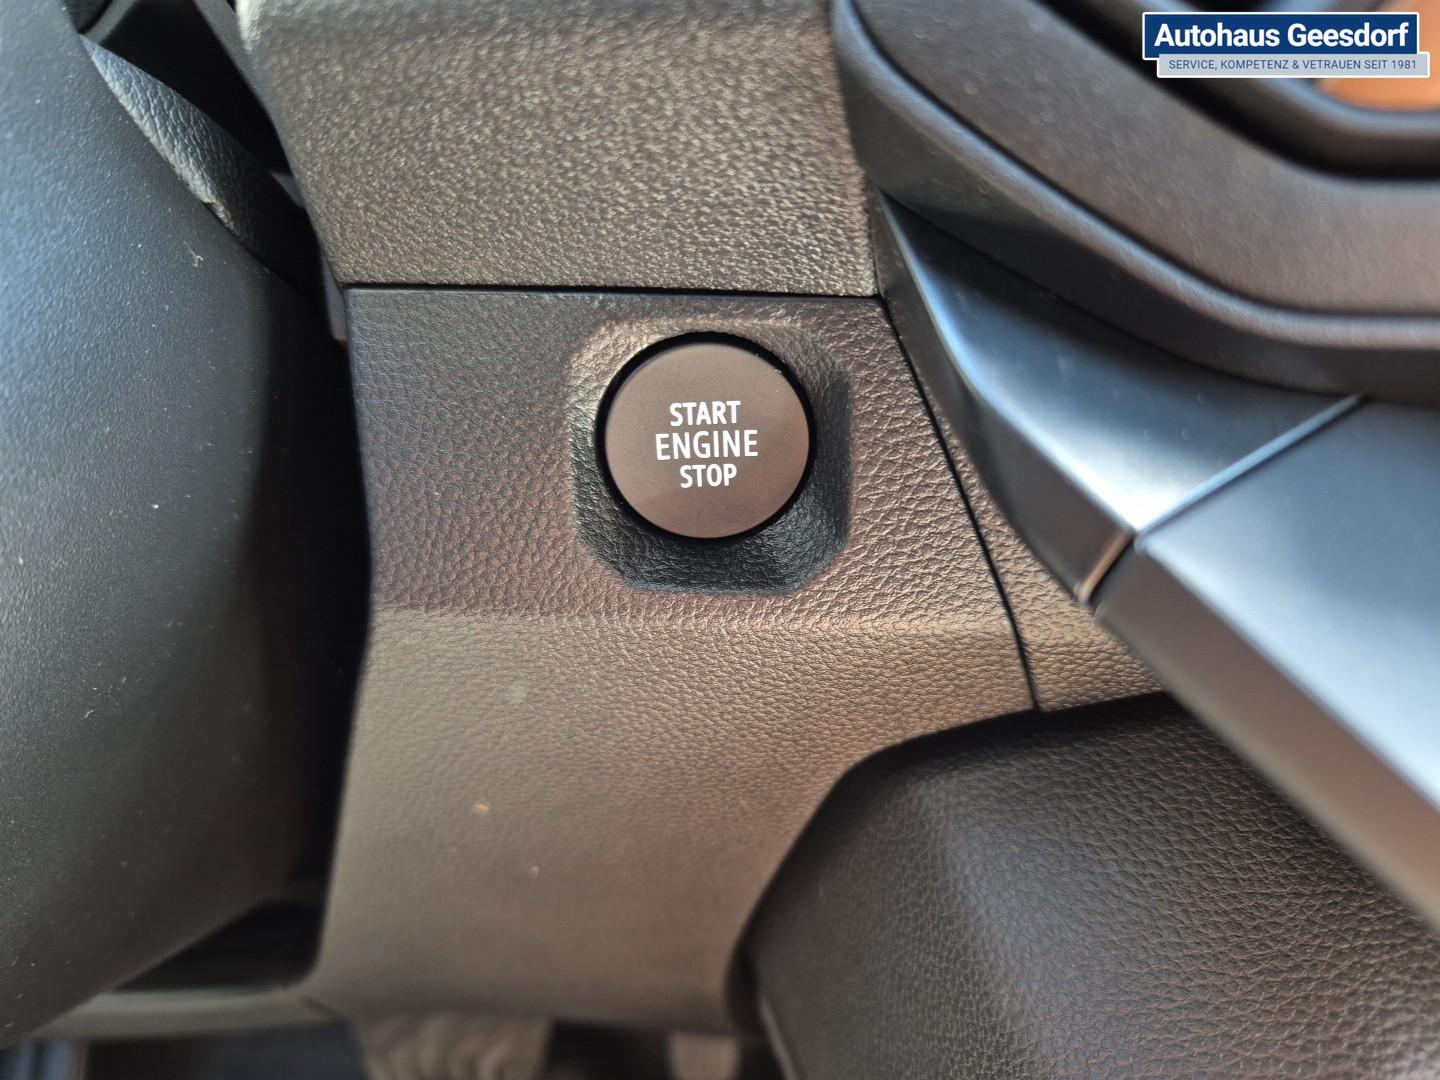 Autohaus Geesdorf
SERVICE, KOMPETENZ & VETRAUEN SEIT 1981
START
ENGINE
STOP